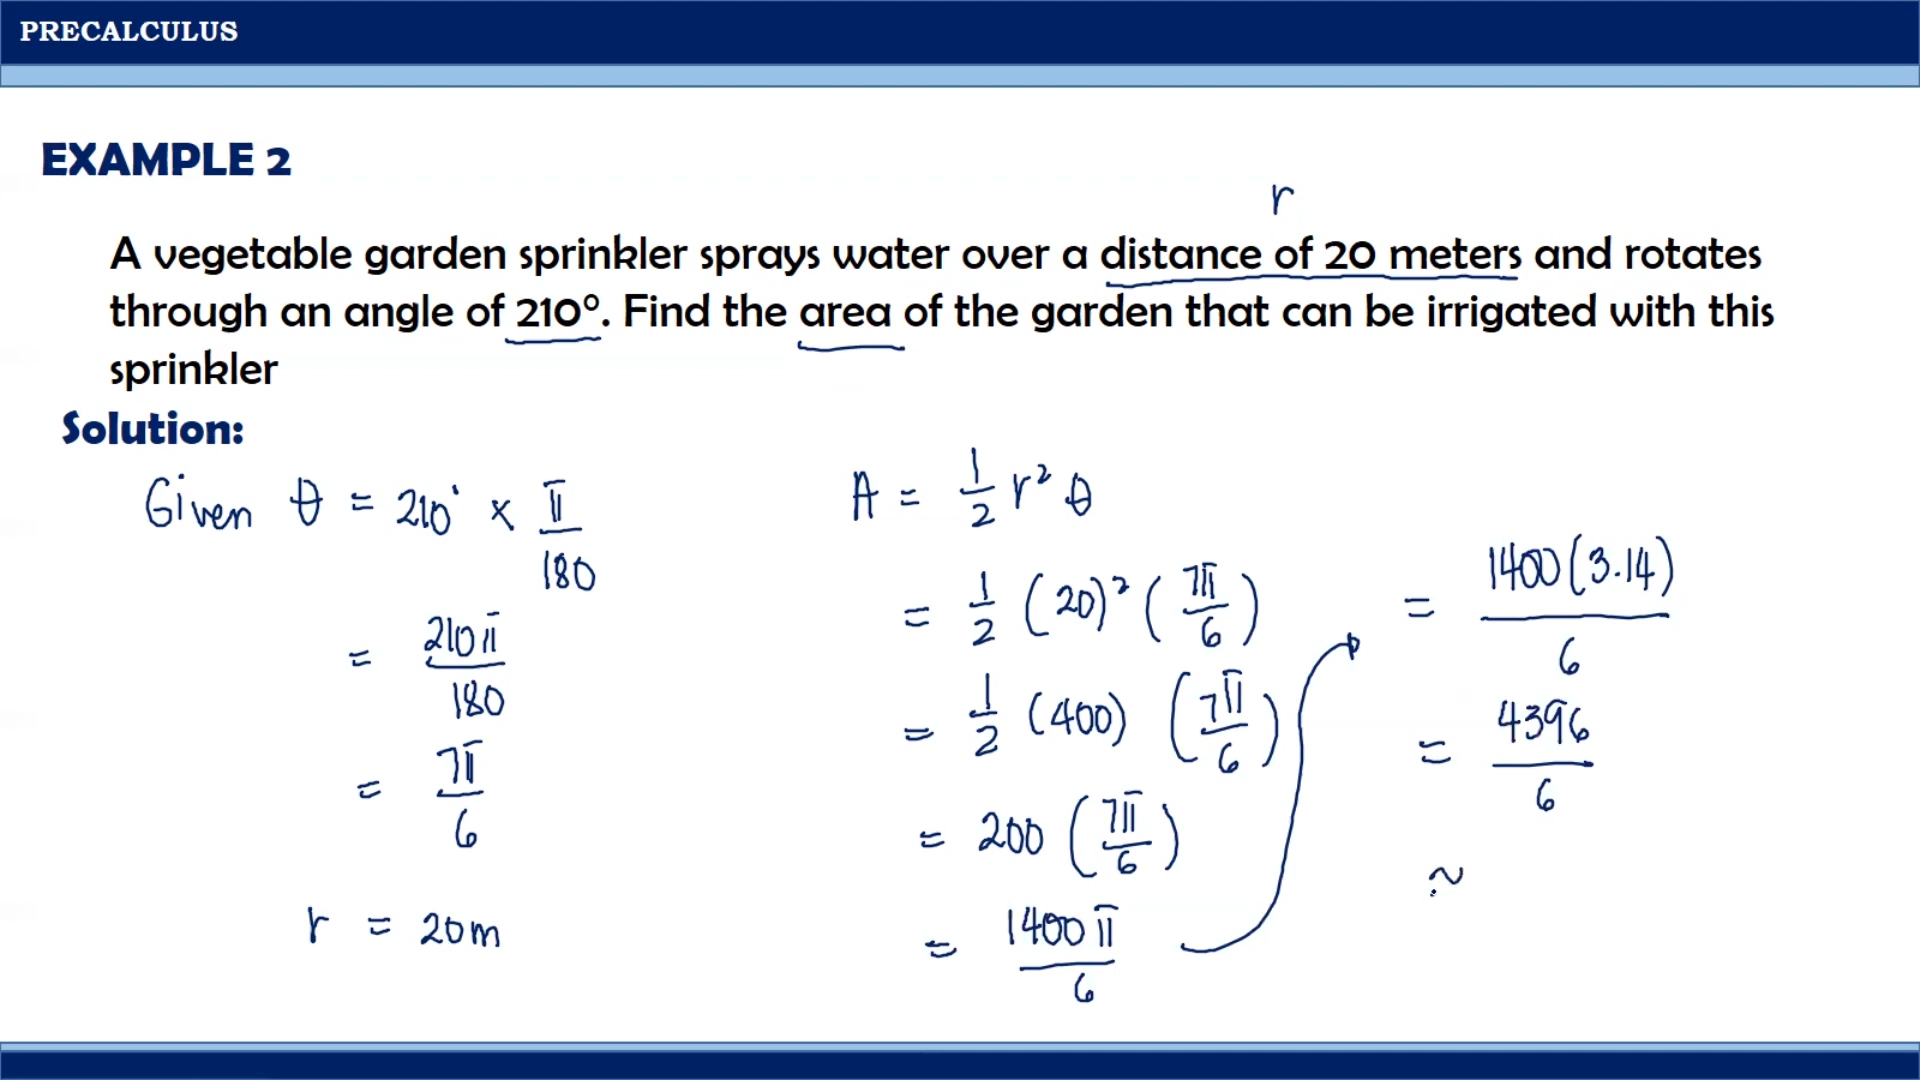 PRECALCULUS
EXAMPLE 2
r
A vegetable garden sprinkler sprays water over a distance of 20 meters and rotates
through an angle of 210°. Find the area of the garden that can be irrigated with this
sprinkler
Solution:
Given θ = 210° × π/180
= 210π/180
= 7π/6
r = 20m
A = 1/2 r² θ
= 1/2 (20)² (7π/6)
= 1/2 (400) (7π/6)
= 200 (7π/6)
= 1400π/6
= 1400(3.14)/6
= 4396/6
~